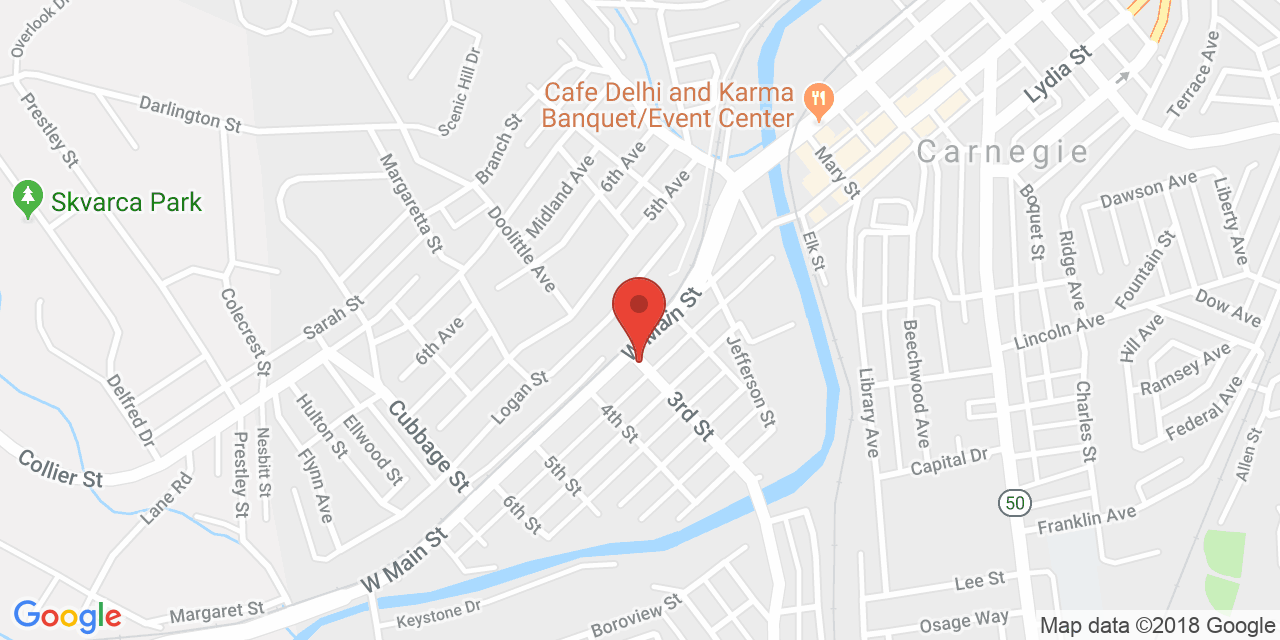 Overlook Dr
Prestley St
Darlington St
Scenic Hill Dr
Branch St
Cafe Delhi and Karma
Banquet/Event Center
Lydia St
Terrace Ave
Carnegie
Mary St
Skvarca Park
Margaretta St
Doolittle Ave
Midland Ave
6th Ave
5th Ave
Elk St
Boquet St
Ridge Ave
Dawson Ave
Liberty Ave
Fountain St
Dow Ave
Colecrest St
Sarah St
6th Ave
W Main St
Jefferson St
Lincoln Ave
Hill Ave
Ramsey Ave
Federal Ave
Beechwood Ave
Library Ave
Charles St
Delfred Dr
Logan St
Cubbage St
Hulton St
Ellwood St
4th St
3rd St
Nesbitt St
Prestley St
Flynn Ave
5th St
6th St
Capital Dr
Allen St
Collier St
Lane Rd
50
Franklin Ave
W Main St
Margaret St
Keystone Dr
Boroview St
Lee St
Osage Way
Google
Map data ©2018 Google